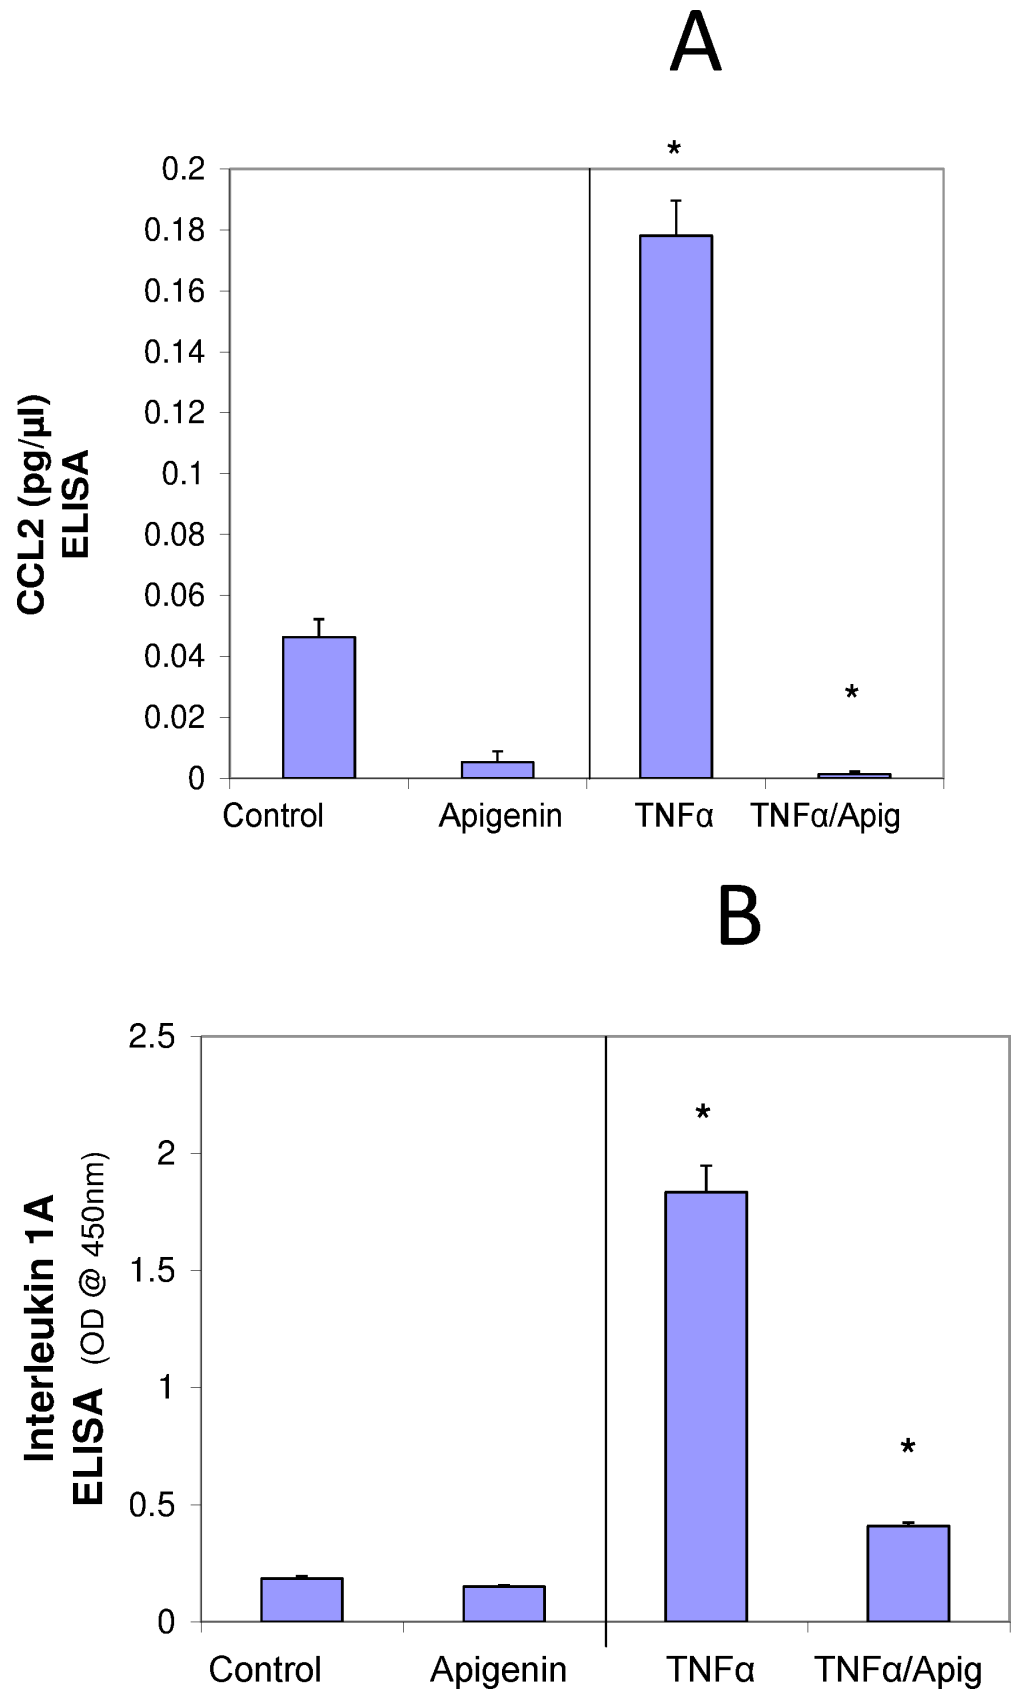 A
*
0.2
0.18
0.16
0.14
0.12
0.1
0.08
0.06
0.04
0.02
0
*
CCL2 (pg/µl)
ELISA
Control Apigenin TNFα TNFα/Apig
B
2.5
2
1.5
1
0.5
0
*
*
Interleukin 1A
ELISA (OD @ 450nm)
Control Apigenin TNFα TNFα/Apig